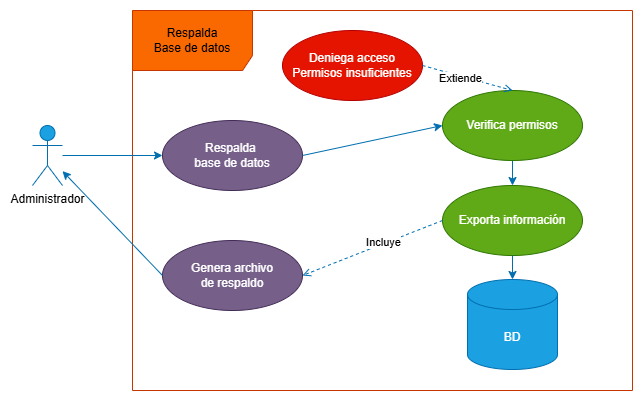 Respalda
Base de datos
Deniega acceso
Permisos insuficientes
Extiende
Verifica permisos
Respalda
base de datos
Administrador
Exporta información
Incluye
Genera archivo
de respaldo
BD